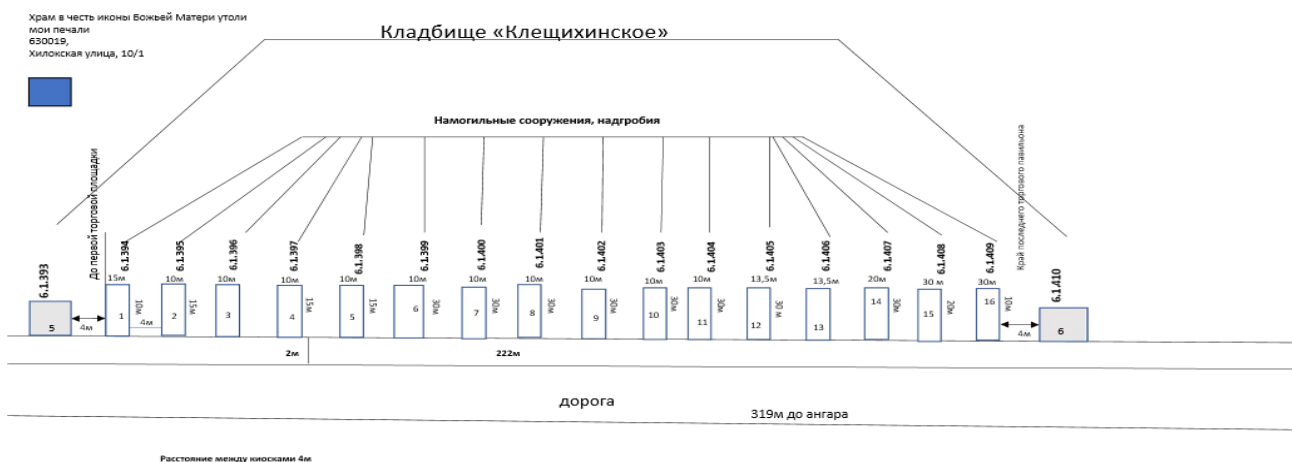 Храм в честь иконы Божьей Матери утоли
мои печали
630019,
Хилокская улица, 10/1
Кладбище «Клещихинское»
Намогильные сооружения, надгробия
До первой торговой площадки
Край последнего торгового павильона
6.1.393
6.1.394
6.1.395
6.1.396
6.1.397
6.1.398
6.1.399
6.1.400
6.1.401
6.1.402
6.1.403
6.1.404
6.1.405
6.1.406
6.1.407
6.1.408
6.1.409
6.1.410
15м 10м 10м 10м 10м 10м 10м 10м 10м 10м 10м 13,5м 13,5м 20м 30 м 30м
10м 15м 15м 15м 30м 30м 30м 30м 30м 30м 30 м 30м 20м 10м
5 1 2 3 4 5 6 7 8 9 10 11 12 13 14 15 16 6
4м 4м 4м
2м 222м
дорога
319м до ангара
Расстояние между киосками 4м